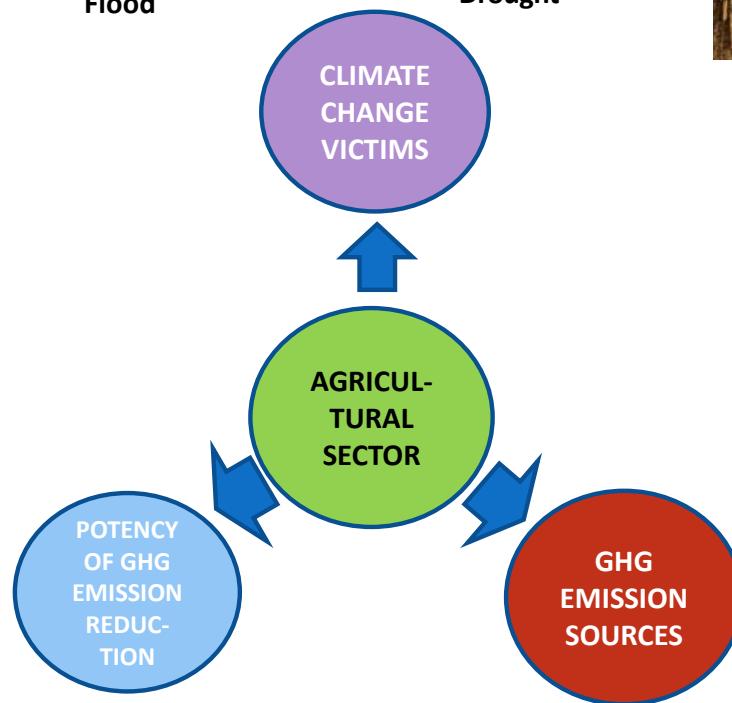 Flood
Drought
CLIMATE
CHANGE
VICTIMS
AGRICUL-
TURAL
SECTOR
POTENCY
OF GHG
EMISSION
REDUC-
TION
GHG
EMISSION
SOURCES